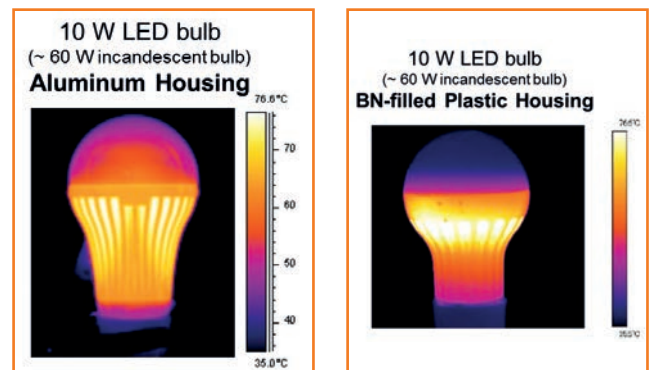 10 W LED bulb
(~ 60 W incandescent bulb)
Aluminum Housing
76.6°C
70
60
50
40
35.0°C
10 W LED bulb
(~ 60 W incandescent bulb)
BN-filled Plastic Housing